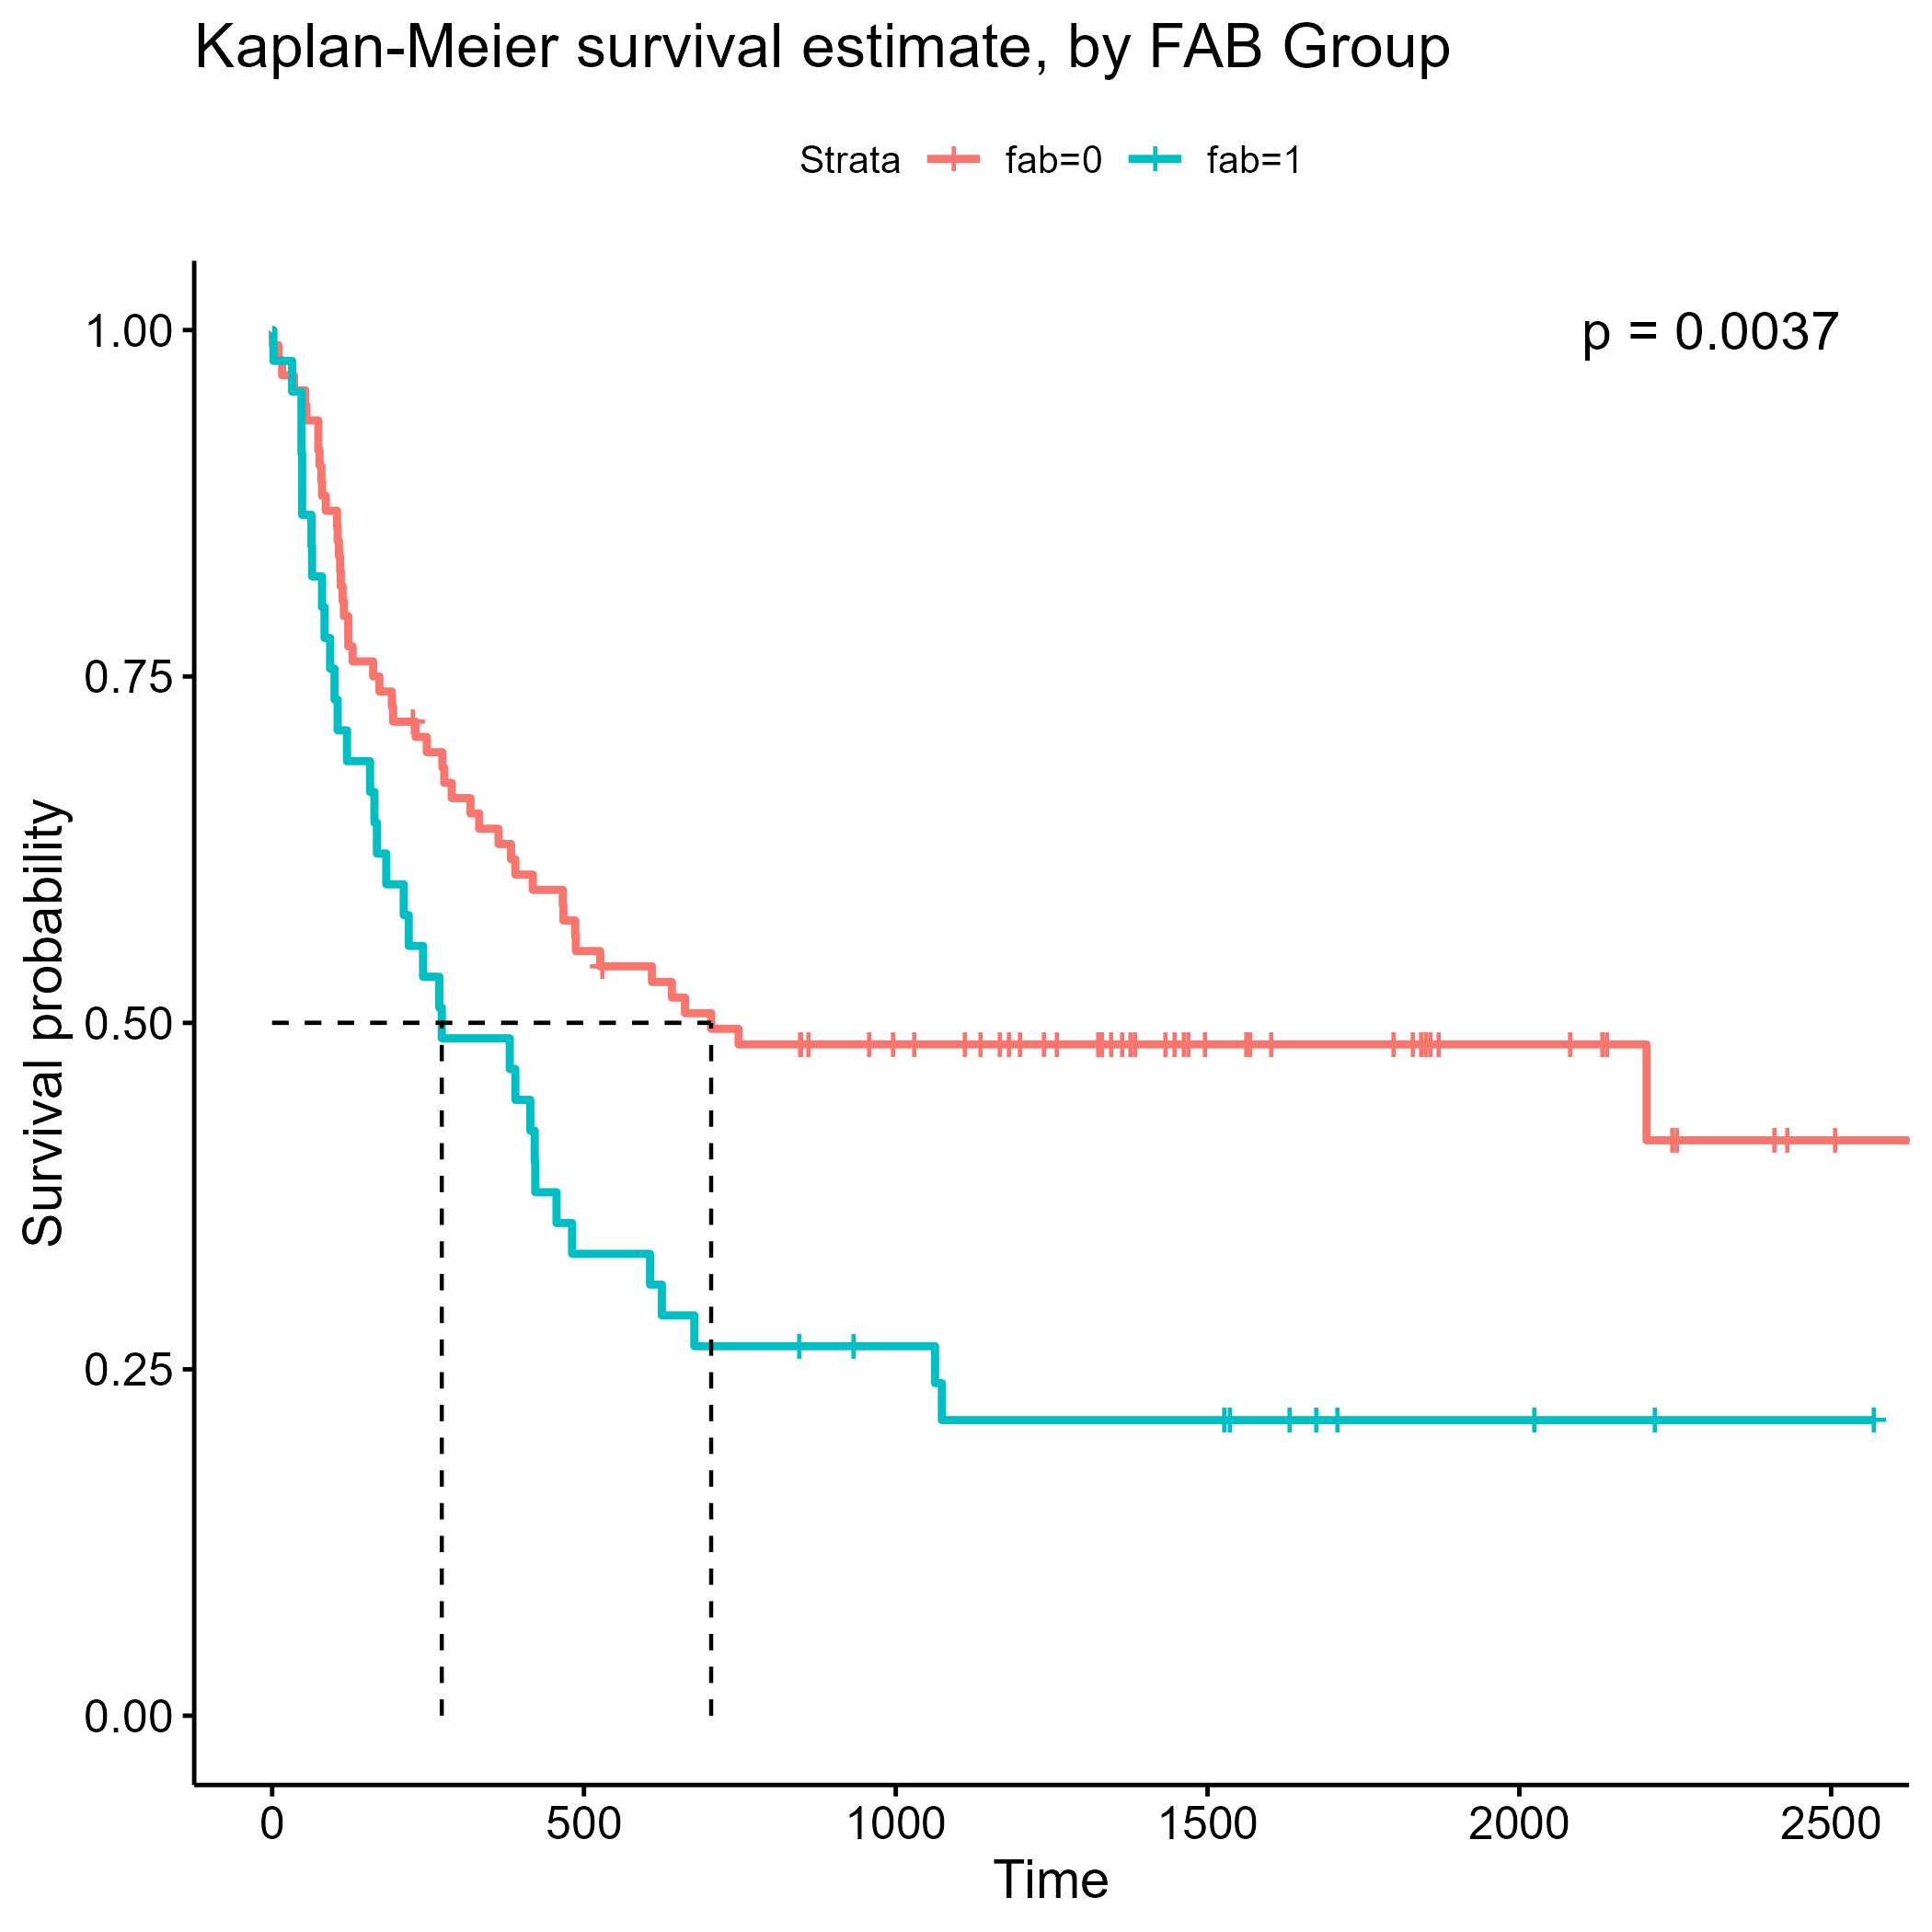 Kaplan-Meier survival estimate, by FAB Group
Strata fab=0 fab=1
p = 0.0037
1.00
0.75
0.50
0.25
0.00
Survival probability
0 500 1000 1500 2000 2500
Time